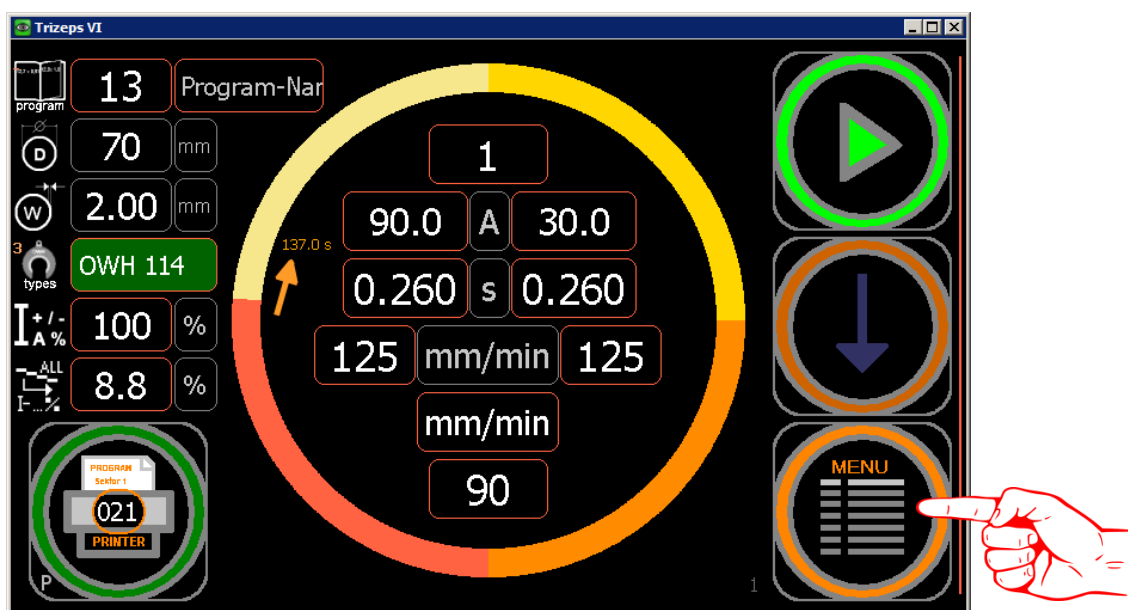 Trizeps VI
program
13
Program-Nar
D
70
mm
W
2.00
mm
3
types
OWH 114
I + / -
A %
100
%
ALL
I-...%
8.8
%
PROGRAM
Sektor 1
021
PRINTER
P
1
90.0 A 30.0
137.0 s
0.260 s 0.260
125 mm/min 125
mm/min
90
MENU
1